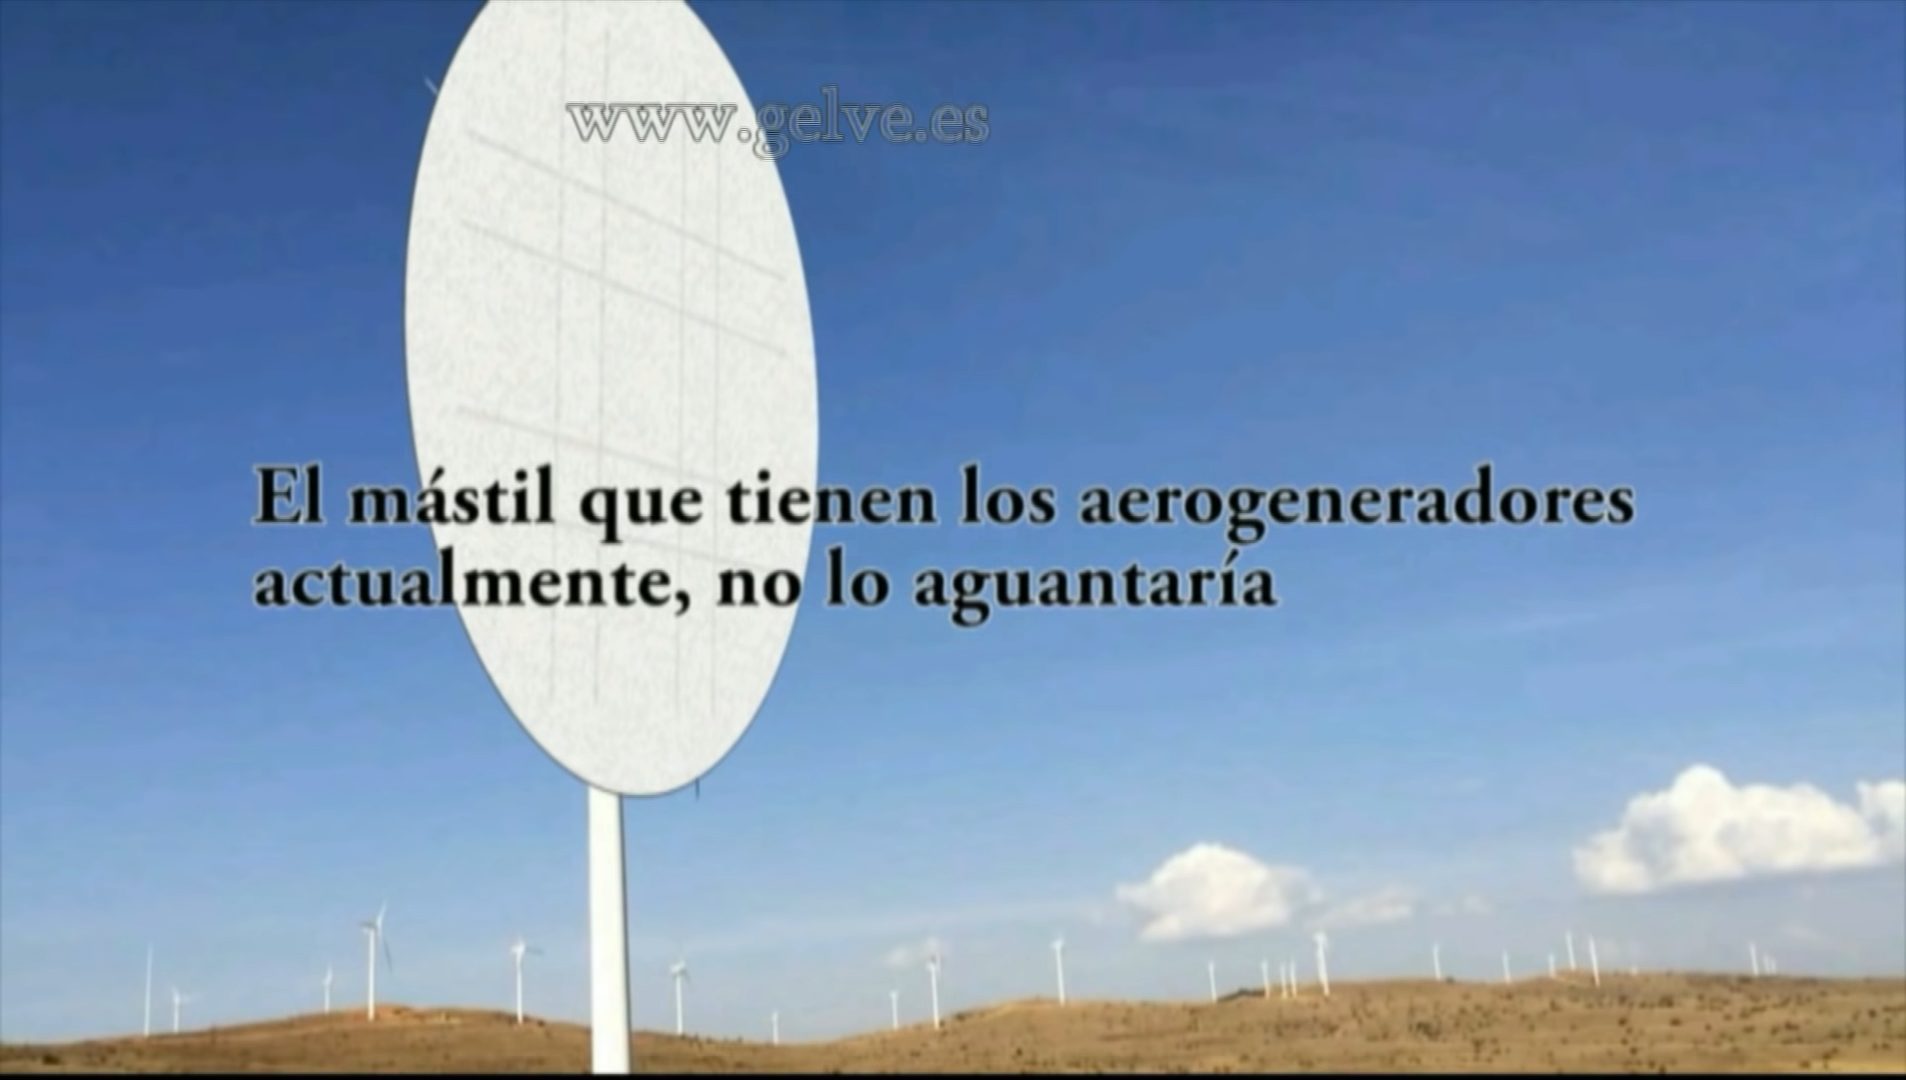 www.gelve.es
El mástil que tienen los aerogeneradores
actualmente, no lo aguantaría